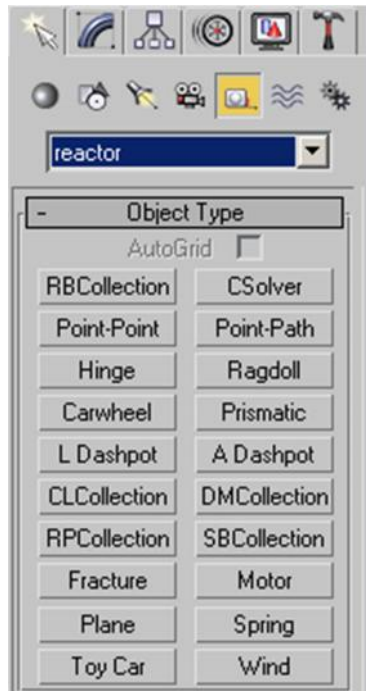 reactor
- Object Type
AutoGrid
RBCollection CSolver
Point-Point Point-Path
Hinge Ragdoll
Carwheel Prismatic
L Dashpot A Dashpot
CLCollection DMCollection
RPCollection SBCollection
Fracture Motor
Plane Spring
Toy Car Wind